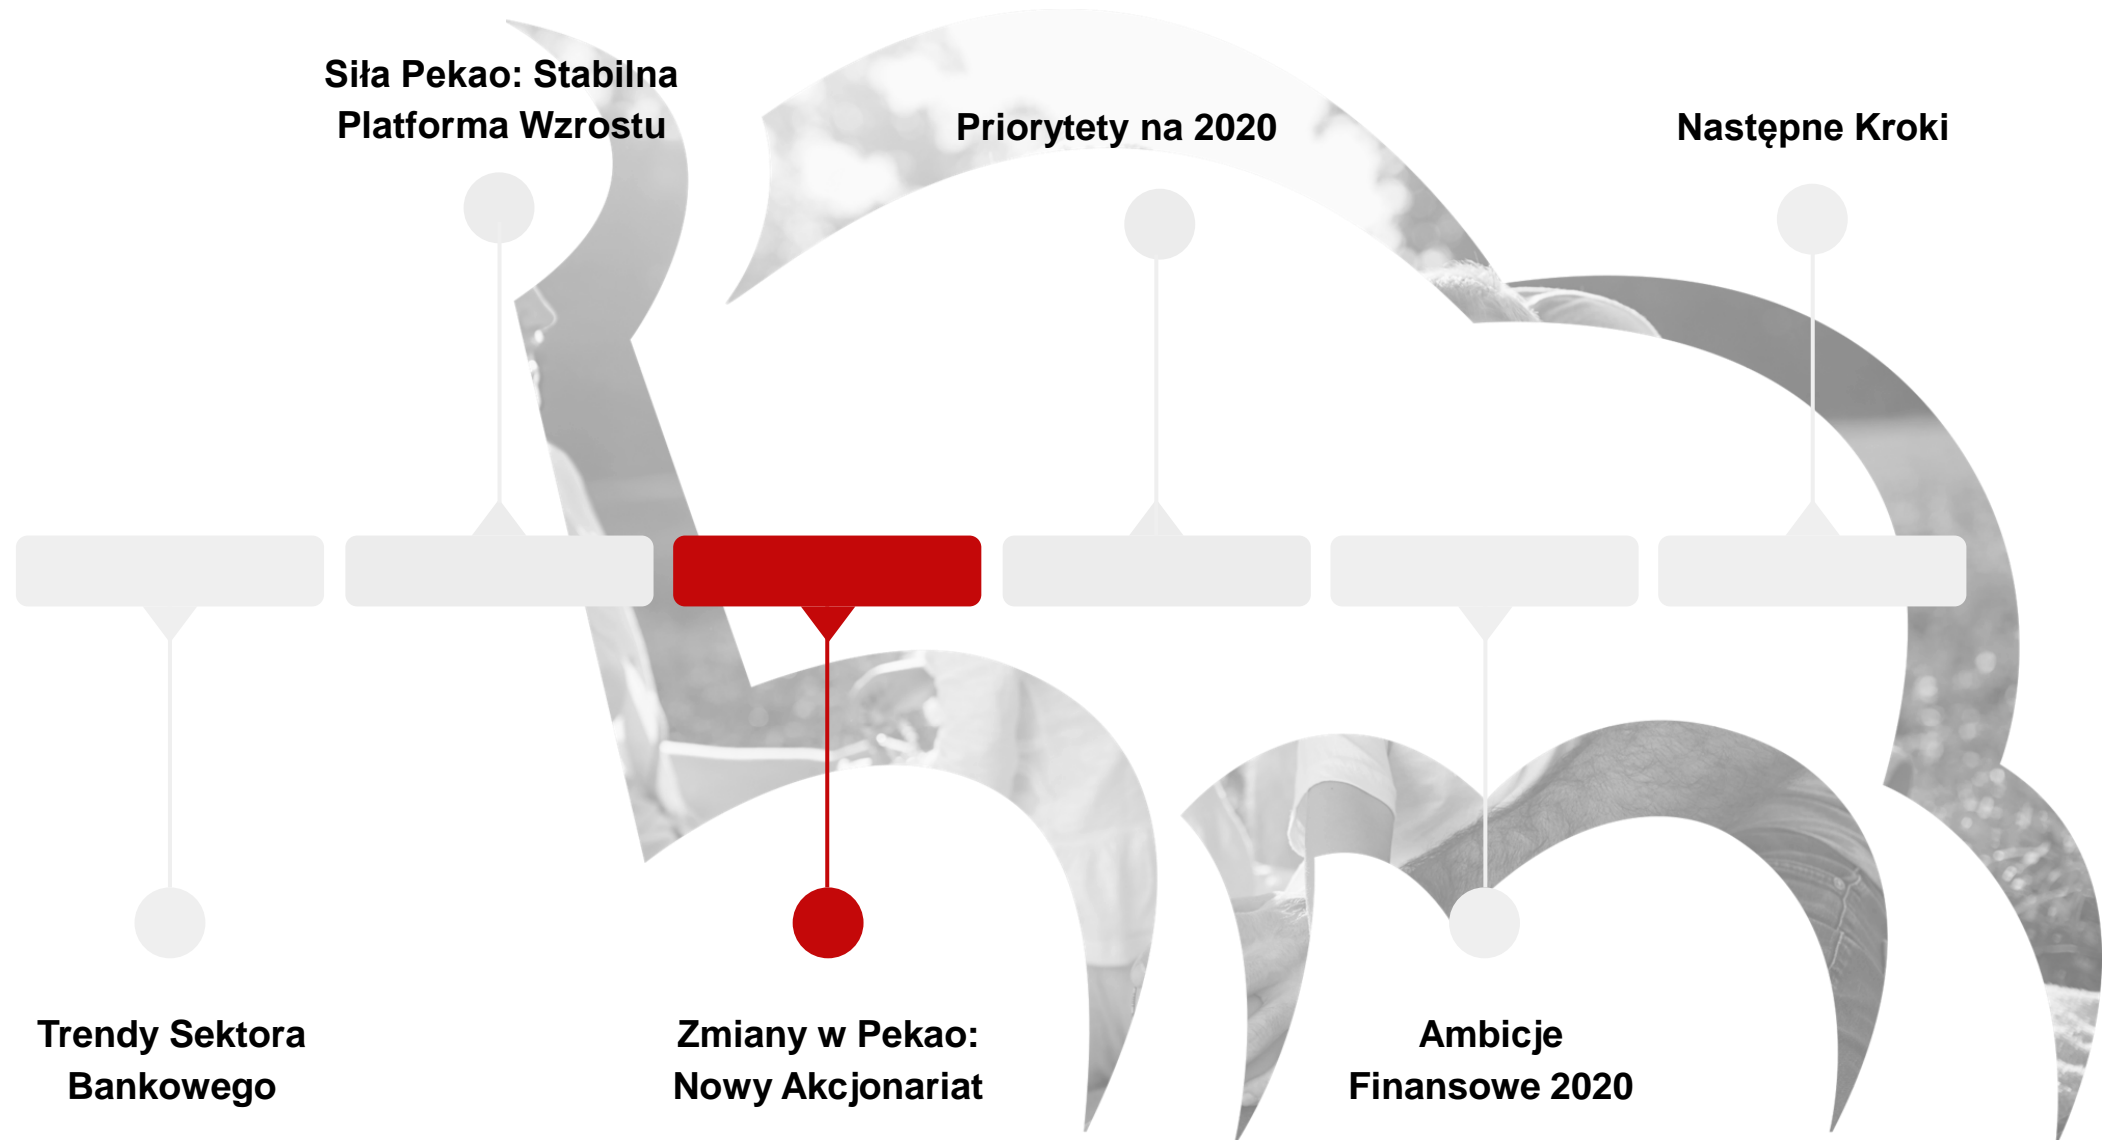 Siła Pekao: Stabilna
Platforma Wzrostu
Priorytety na 2020
Następne Kroki
Trendy Sektora
Bankowego
Zmiany w Pekao:
Nowy Akcjonariat
Ambicje
Finansowe 2020